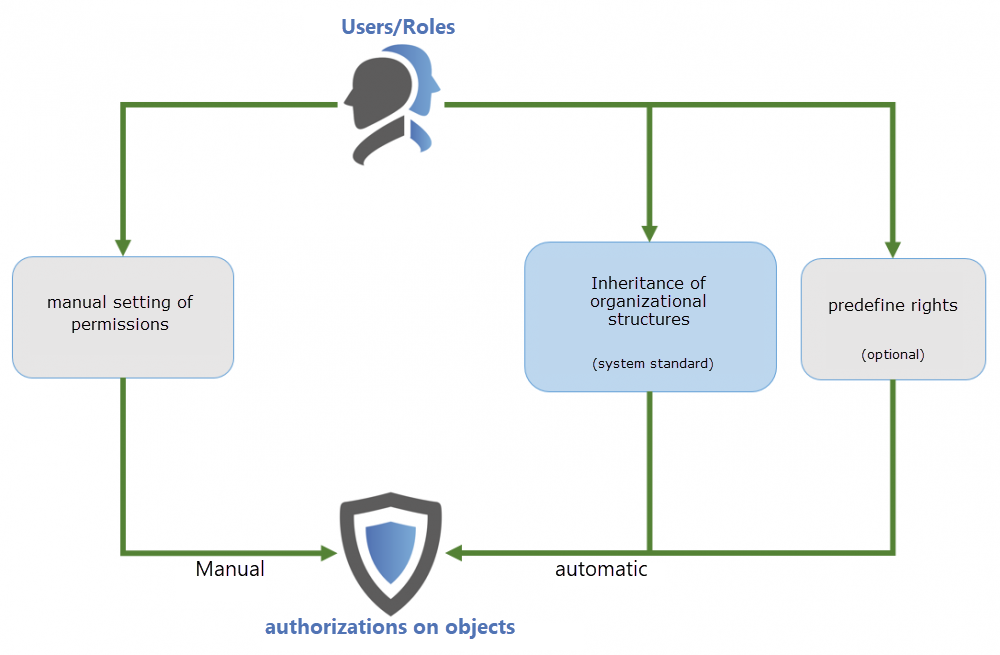 Users/Roles
manual setting of
permissions
Inheritance of
organizational
structures
(system standard)
predefine rights
(optional)
Manual
automatic
authorizations on objects